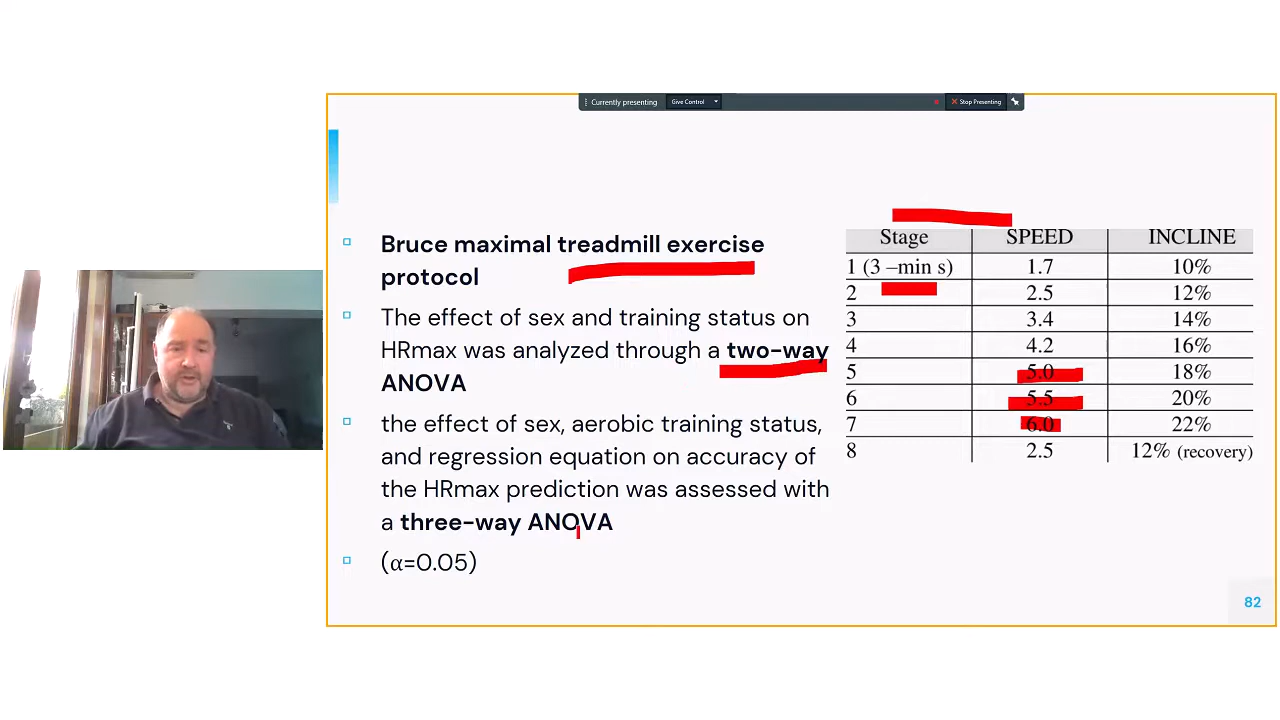 Currently presenting
Give Control
Stop Presenting
Bruce maximal treadmill exercise
protocol
The effect of sex and training status on
HRmax was analyzed through a two-way
ANOVA
the effect of sex, aerobic training status,
and regression equation on accuracy of
the HRmax prediction was assessed with
a three-way ANOVA
(α=0.05)
Stage SPEED INCLINE
1 (3 –min s) 1.7 10%
2 2.5 12%
3 3.4 14%
4 4.2 16%
5 5.0 18%
6 5.5 20%
7 6.0 22%
8 2.5 12% (recovery)
82